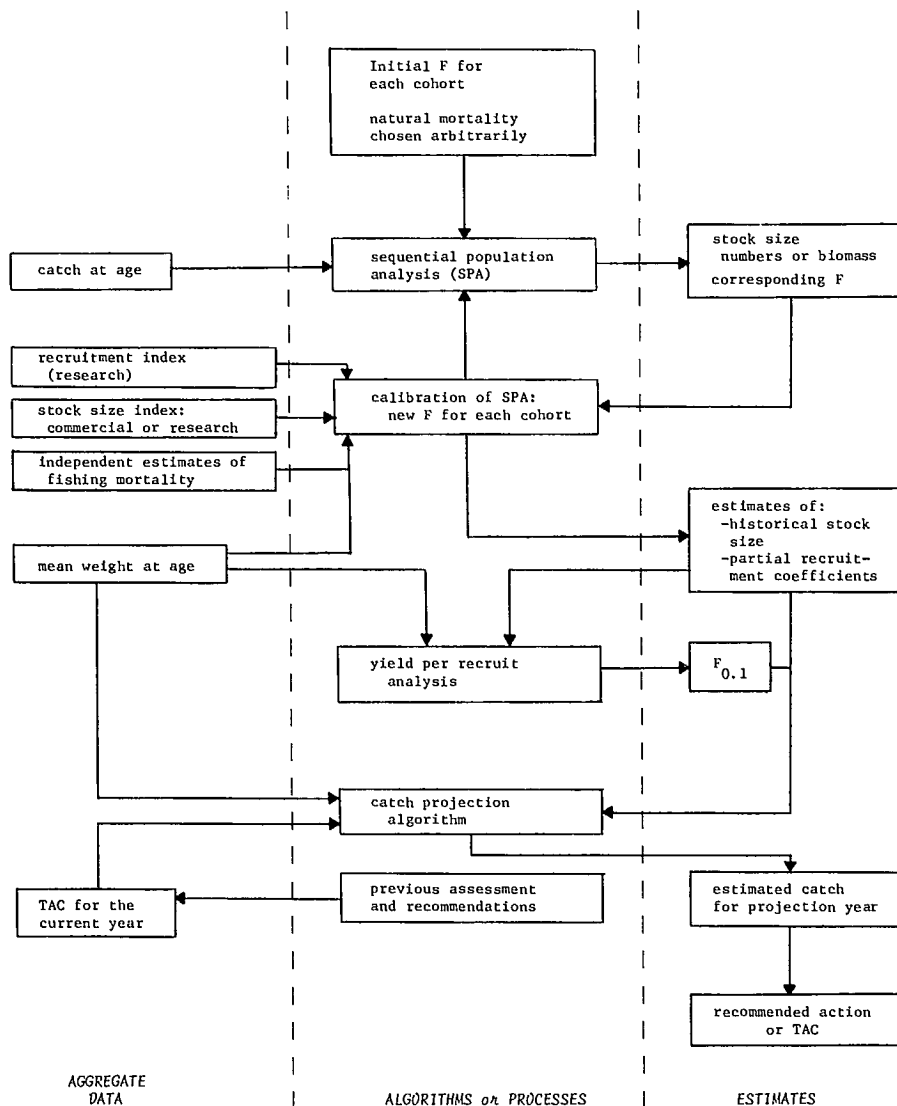 Initial F for
each cohort
natural mortality
chosen arbitrarily
catch at age
sequential population
analysis (SPA)
stock size
numbers or biomass
corresponding F
recruitment index
(research)
stock size index:
commercial or research
independent estimates of
fishing mortality
calibration of SPA:
new F for each cohort
mean weight at age
estimates of:
-historical stock
size
-partial recruit-
ment coefficients
yield per recruit
analysis
F0.1
catch projection
algorithm
TAC for the
current year
previous assessment
and recommendations
estimated catch
for projection year
recommended action
or TAC
AGGREGATE
DATA
ALGORITHMS or PROCESSES
ESTIMATES